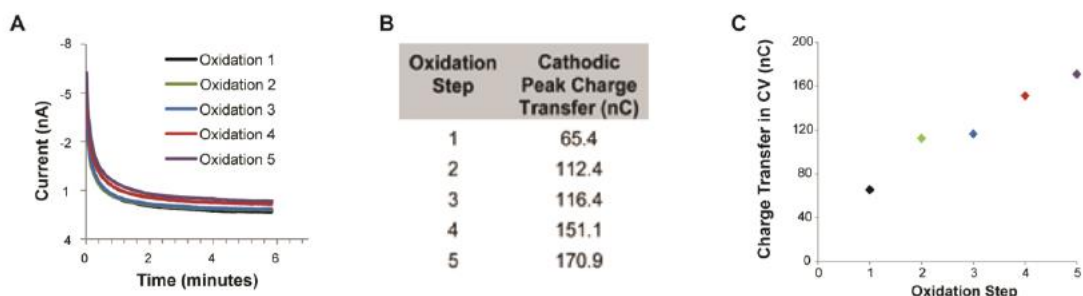 A
-8
-5
-2
1
4
Current (nA)
0
2
4
6
Time (minutes)
Oxidation 1
Oxidation 2
Oxidation 3
Oxidation 4
Oxidation 5
B
Oxidation Step
Cathodic Peak Charge Transfer (nC)
1 65.4
2 112.4
3 116.4
4 151.1
5 170.9
C
Charge Transfer in CV (nC)
200
160
120
80
40
0
0 1 2 3 4 5
Oxidation Step